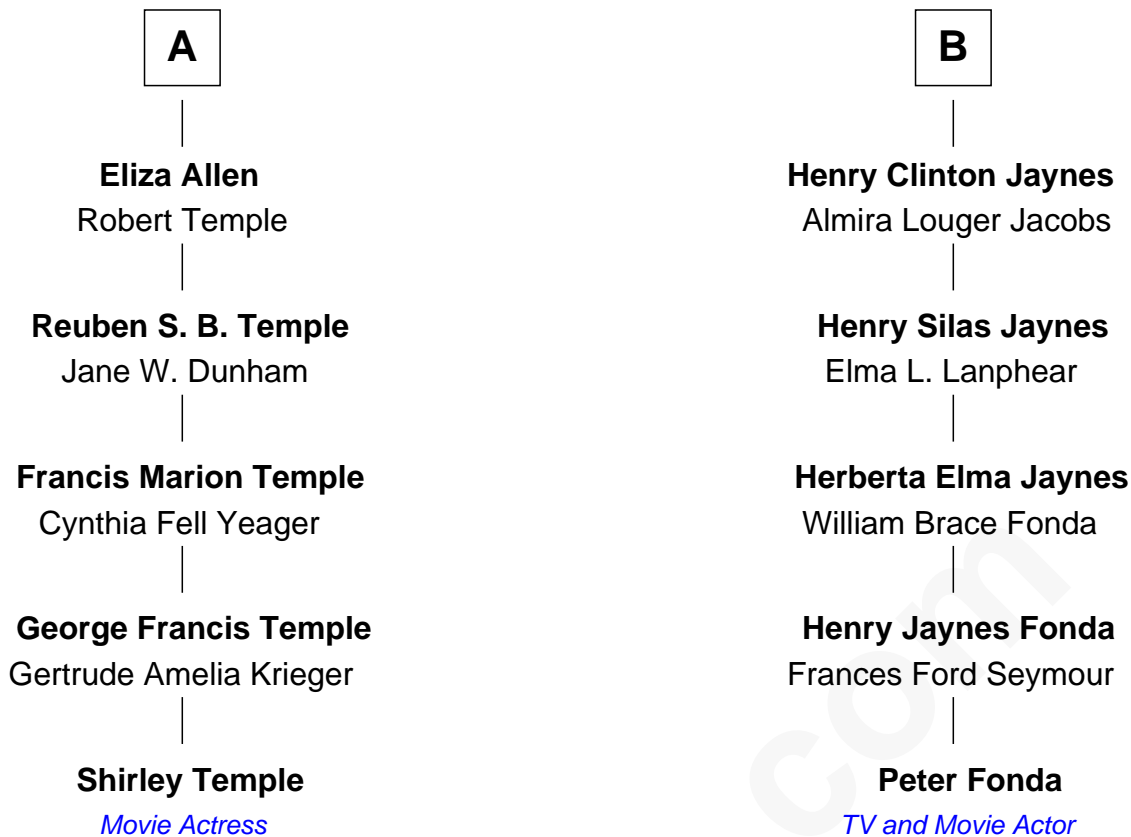 A
B
Eliza Allen
Robert Temple
Henry Clinton Jaynes
Almira Louger Jacobs
Reuben S. B. Temple
Jane W. Dunham
Henry Silas Jaynes
Elma L. Lanphear
Francis Marion Temple
Cynthia Fell Yeager
Herberta Elma Jaynes
William Brace Fonda
George Francis Temple
Gertrude Amelia Krieger
Henry Jaynes Fonda
Frances Ford Seymour
Shirley Temple
Movie Actress
Peter Fonda
TV and Movie Actor
com